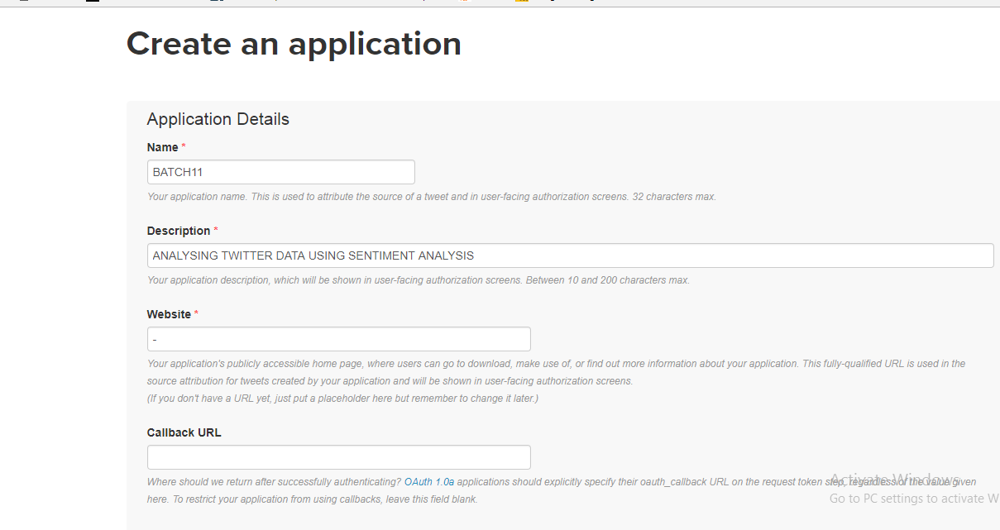 Create an application
Application Details
Name *
BATCH11
Your application name. This is used to attribute the source of a tweet and in user-facing authorization screens. 32 characters max.
Description *
ANALYSING TWITTER DATA USING SENTIMENT ANALYSIS
Your application description, which will be shown in user-facing authorization screens. Between 10 and 200 characters max.
Website *
-
Your application's publicly accessible home page, where users can go to download, make use of, or find out more information about your application. This fully-qualified URL is used in the
source attribution for tweets created by your application and will be shown in user-facing authorization screens.
(If you don't have a URL yet, just put a placeholder here but remember to change it later.)
Callback URL
Where should we return after successfully authenticating? OAuth 1.0a applications should explicitly specify their oauth_callback URL on the request token step, regardless of the value given
here. To restrict your application from using callbacks, leave this field blank.
Activate Windows
Go to PC settings to activate W